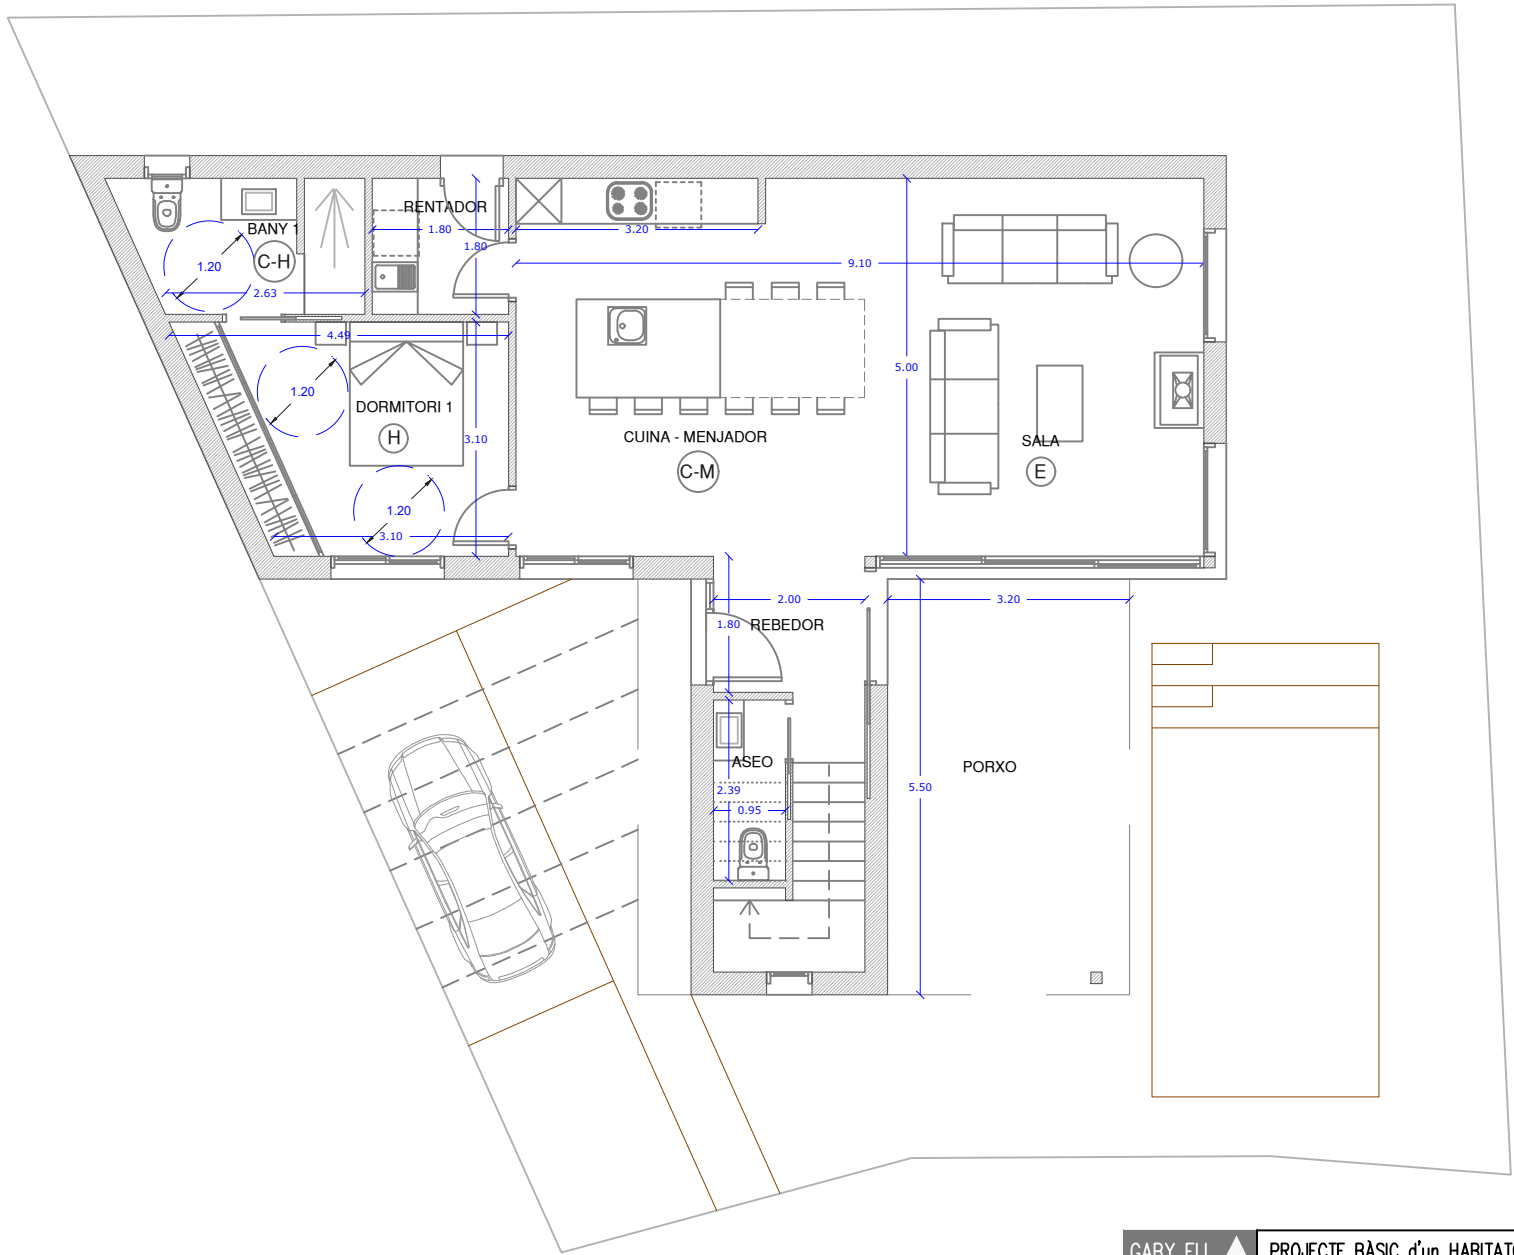 RENTADOR
BANY 1
1.80
3.20
1.80
C-H
1.20
9.10
2.63
4.49
5.00
1.20
DORMITORI 1
H
3.10
CUINA - MENJADOR
C-M
SALA
E
1.20
3.10
2.00
3.20
1.80
REBEDOR
ASEO
PORXO
2.39
5.50
0.95
PROJECTE BÀSIC d'un HABITAT